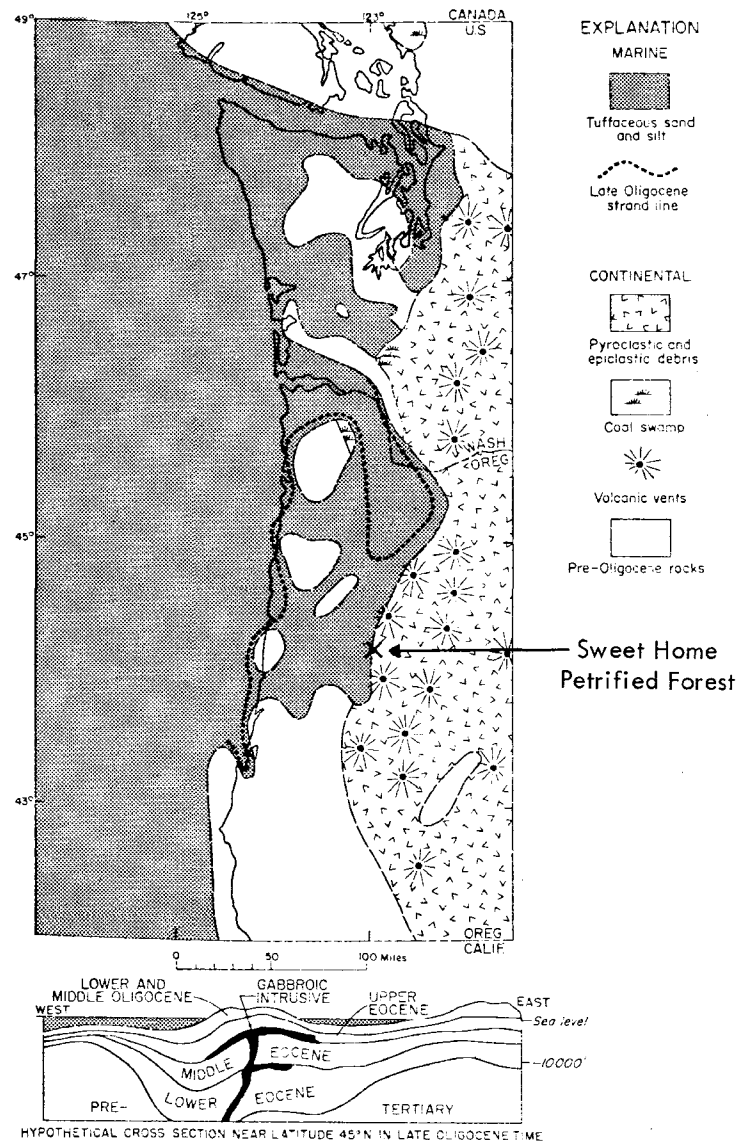 49°
125°
123°
CANADA
U.S
47°
45°
43°
WASH
OREG
OREG
CALIF.
0 50 100 Miles
EXPLANATION
MARINE
Tuffaceous sand
and silt
Late Oligocene
strand line
CONTINENTAL
Pyroclastic and
epiclastic debris
Coal swamp
Volcanic vents
Pre-Oligocene rocks
Sweet Home
Petrified Forest
LOWER AND
MIDDLE OLIGOCENE
GABBROIC
INTRUSIVE
UPPER
EOCENE
WEST
EAST
Sea level
-10000'
MIDDLE EOCENE
LOWER EOCENE
PRE- TERTIARY
HYPOTHETICAL CROSS SECTION NEAR LATITUDE 45°N IN LATE OLIGOCENE TIME